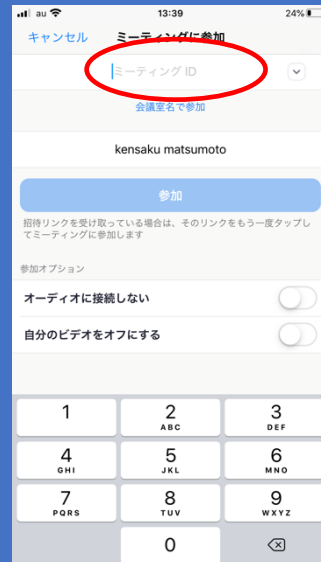 au 13:39 24%
キャンセル ミーティングに参加
ミーティング ID
会議室名で参加
kensaku matsumoto
参加
招待リンクを受け取っている場合は、そのリンクをもう一度タップし
てミーティングに参加します
参加オプション
オーディオに接続しない
自分のビデオをオフにする
1 2 3
ABC DEF
4 5 6
GHI JKL MNO
7 8 9
PQRS TUV WXYZ
0